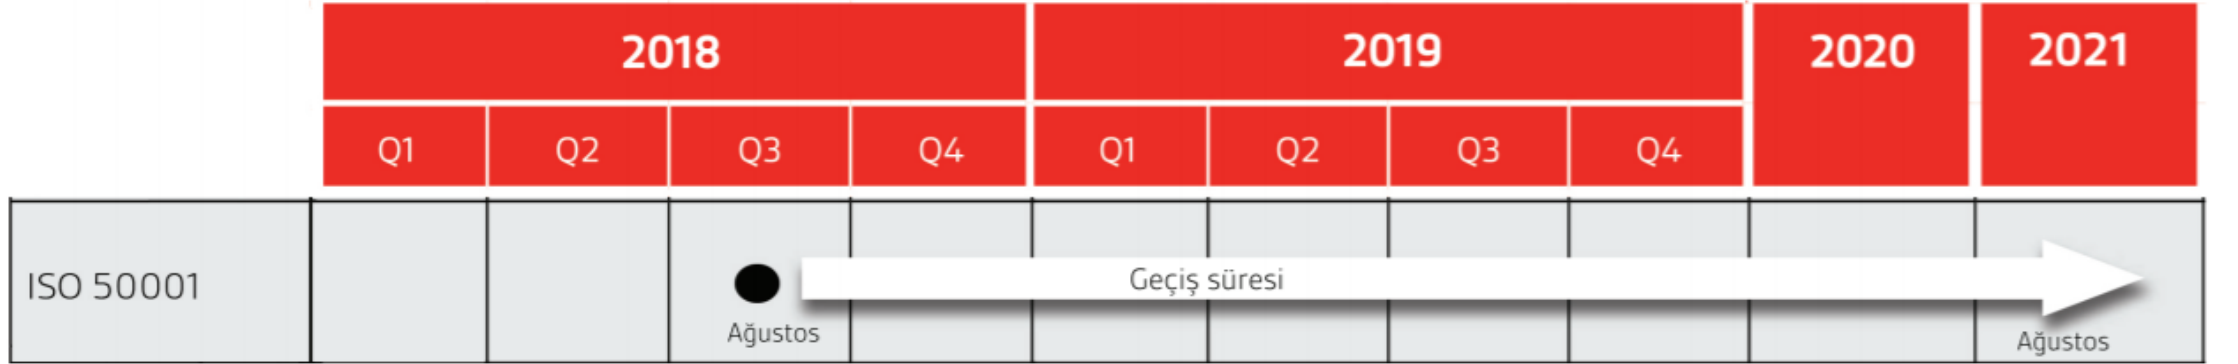 2018 2019 2020 2021
Q1 Q2 Q3 Q4 Q1 Q2 Q3 Q4
ISO 50001
Geçiş süresi
Ağustos Ağustos